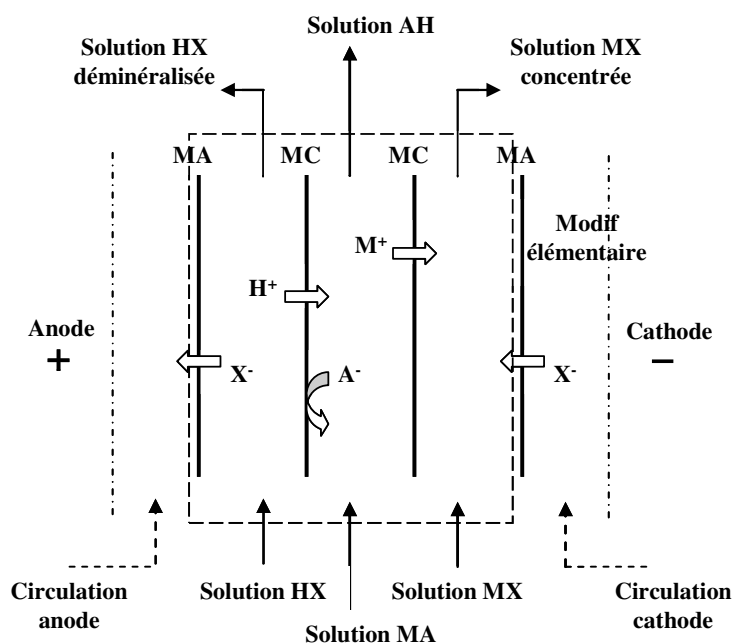 Solution HX
déminéralisée
Solution AH
Solution MX
concentrée
MA
MC
MC
MA
Modif
élémentaire
M+
H+
Anode
+
Cathode
–
X-
A-
X-
Circulation
anode
Solution HX
Solution MA
Solution MX
Circulation
cathode